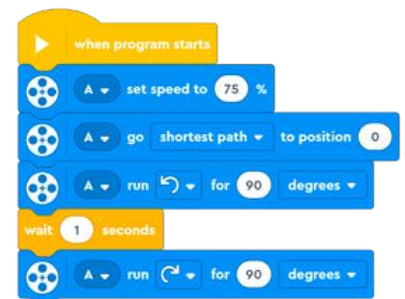 when program starts
A set speed to 75 %
A go shortest path to position 0
A run for 90 degrees
wait 1 seconds
A run for 90 degrees